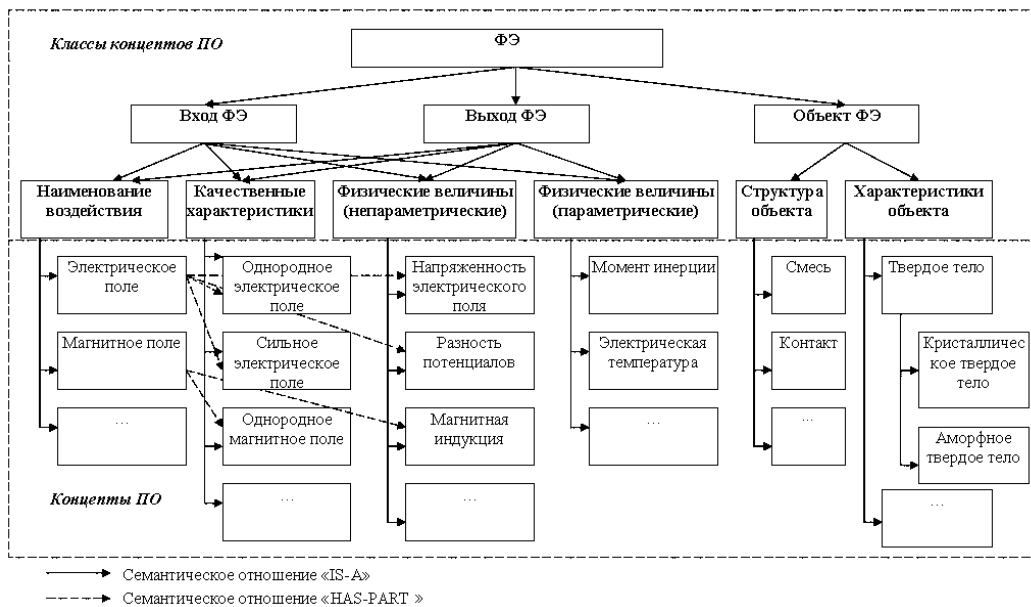 Классы концептов ПО
ФЭ
Вход ФЭ
Выход ФЭ
Объект ФЭ
Наименование
воздействия
Качественные
характеристики
Физические величины
(непараметрические)
Физические величины
(параметрические)
Структура
объекта
Характеристики
объекта
Электрическое
поле
Магнитное поле
...
Однородное
электрическое
поле
Сильное
электрическое
поле
Однородное
магнитное поле
...
Напряженность
электрического
поля
Разность
потенциалов
Магнитная
индукция
...
Момент инерции
Электрическая
температура
...
Смесь
Контакт
...
Твердое тело
Кристалличес
кое твердое
тело
Аморфное
твердое тело
...
Концепты ПО
Семантическое отношение «IS-A»
Семантическое отношение «HAS-PART »